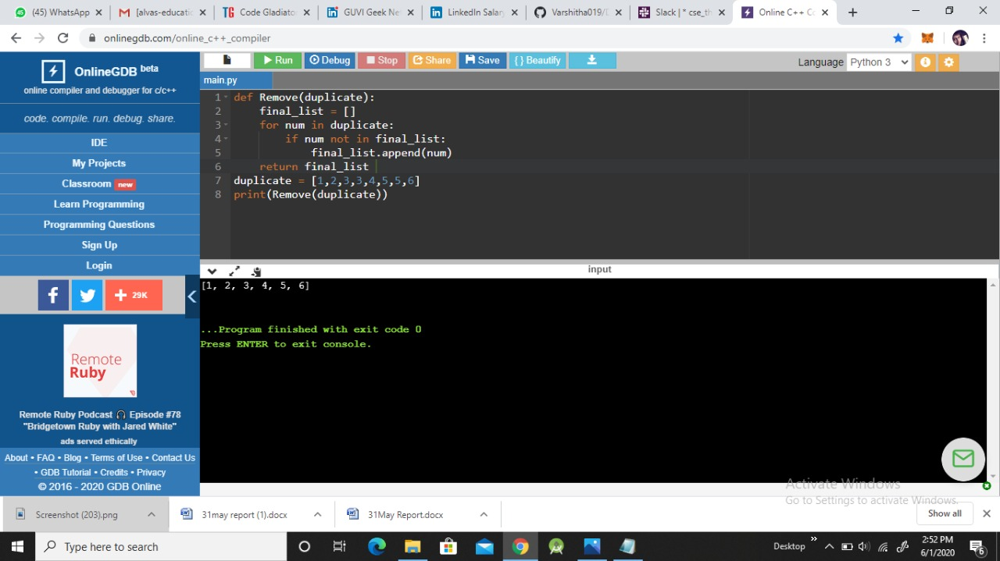 (45) WhatsApp
[alvas-educatio
Code Gladiato
GUVI Geek Ne
LinkedIn Salar
Varshitha019/D
Slack | * cse_th
Online C++ Co
onlinegdb.com/online_c++_compiler
OnlineGDB beta
online compiler and debugger for c/c++
code. compile. run. debug. share.
IDE
My Projects
Classroom new
Learn Programming
Programming Questions
Sign Up
Login
f + 29K
Remote
Ruby
Remote Ruby Podcast 🎧 Episode #78
"Bridgetown Ruby with Jared White"
ads served ethically
About • FAQ • Blog • Terms of Use • Contact Us
• GDB Tutorial • Credits • Privacy
© 2016 - 2020 GDB Online
Run Debug Stop Share Save { } Beautify
Language Python 3
main.py
1 def Remove(duplicate):
2 final_list = []
3 for num in duplicate:
4 if num not in final_list:
5 final_list.append(num)
6 return final_list
7 duplicate = [1,2,3,3,4,5,5,6]
8 print(Remove(duplicate))
input
[1, 2, 3, 4, 5, 6]
...Program finished with exit code 0
Press ENTER to exit console.
Activate Windows
Go to Settings to activate Windows.
Screenshot (203).png
31may report (1).docx
31May Report.docx
Show all
Type here to search
Desktop
2:52 PM
6/1/2020
6